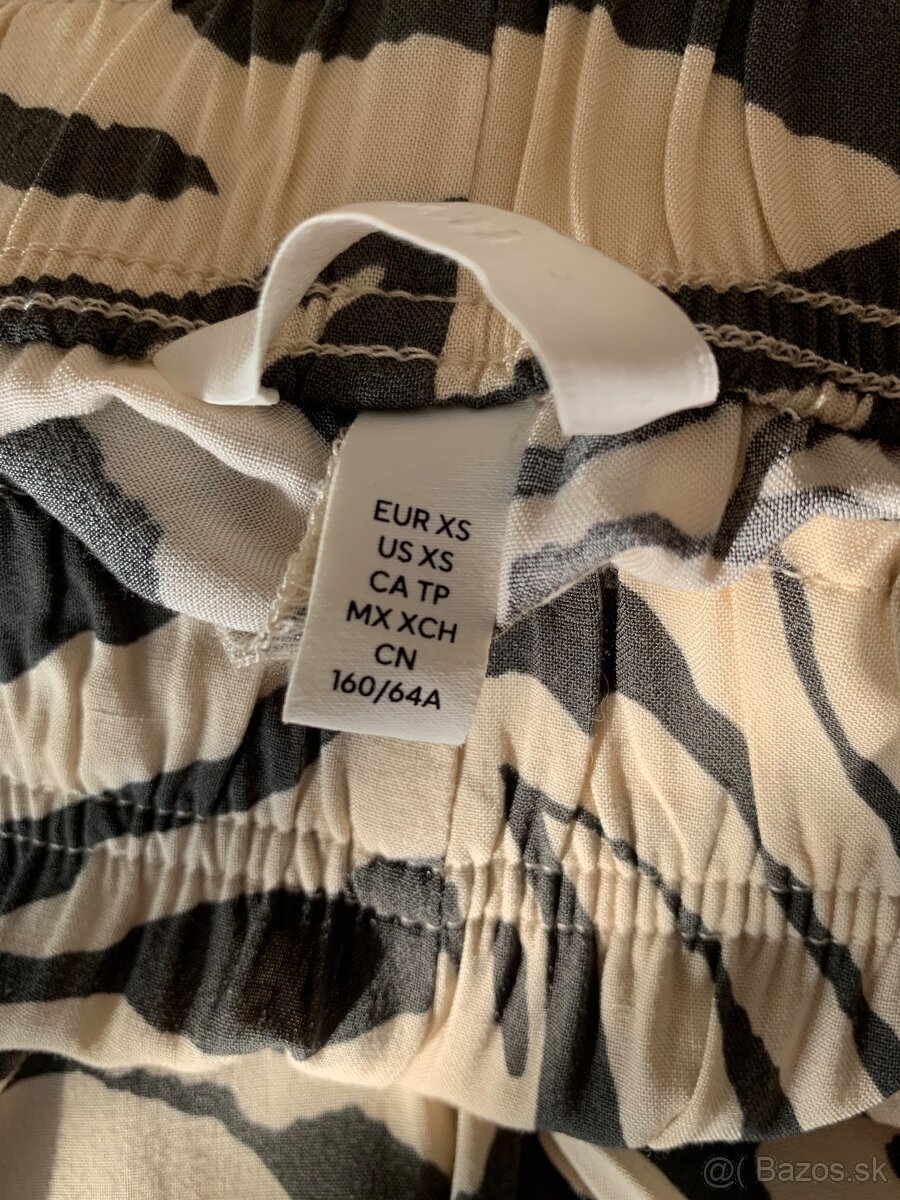 EUR XS
US XS
CA TP
MX XCH
CN
160/64A
@( Bazos.sk